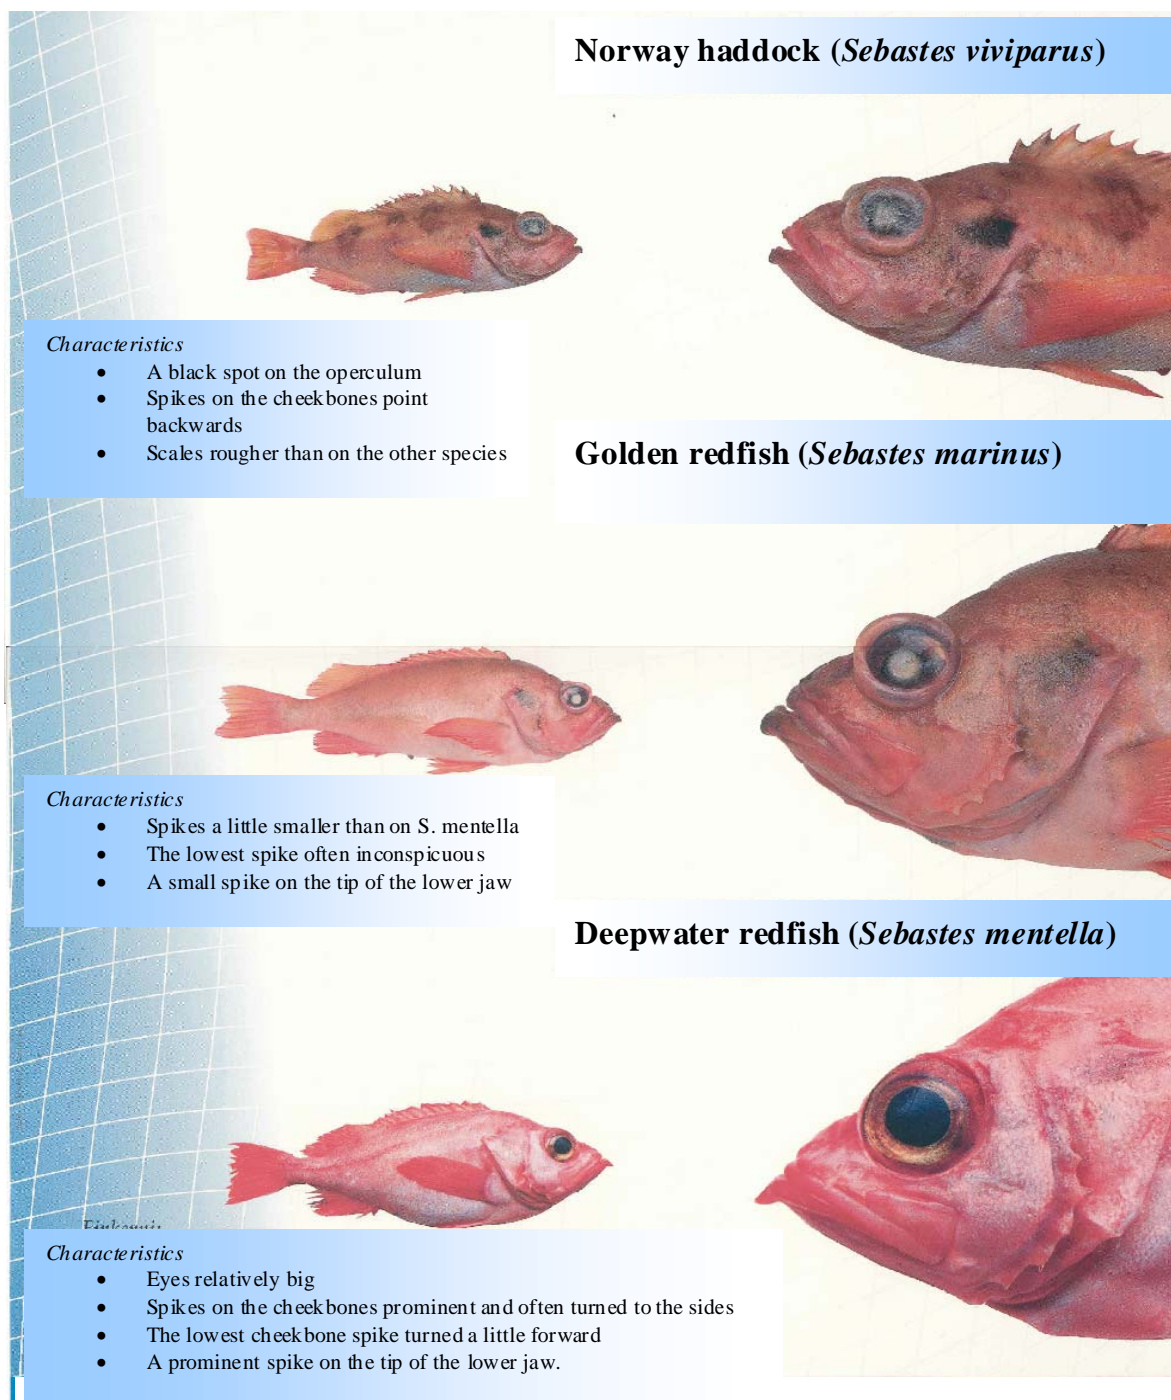 Norway haddock (Sebastes viviparus)
Characteristics
• A black spot on the operculum
• Spikes on the cheekbones point
backwards
• Scales rougher than on the other species
Golden redfish (Sebastes marinus)
Characteristics
• Spikes a little smaller than on S. mentella
• The lowest spike often inconspicuous
• A small spike on the tip of the lower jaw
Deepwater redfish (Sebastes mentella)
Characteristics
• Eyes relatively big
• Spikes on the cheekbones prominent and often turned to the sides
• The lowest cheekbone spike turned a little forward
• A prominent spike on the tip of the lower jaw.